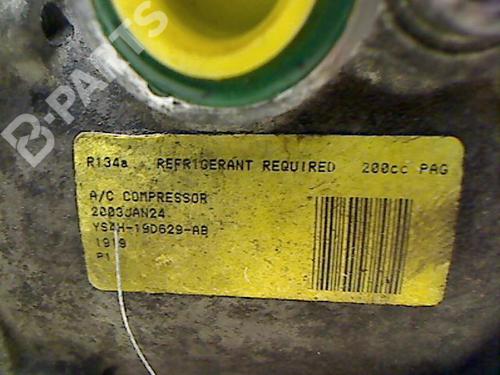 B-PARTS
R134a REFRIGERANT REQUIRED 200cc PAG
A/C COMPRESSOR
2003JAN24
YS4H-19D629-AB
1919
P1